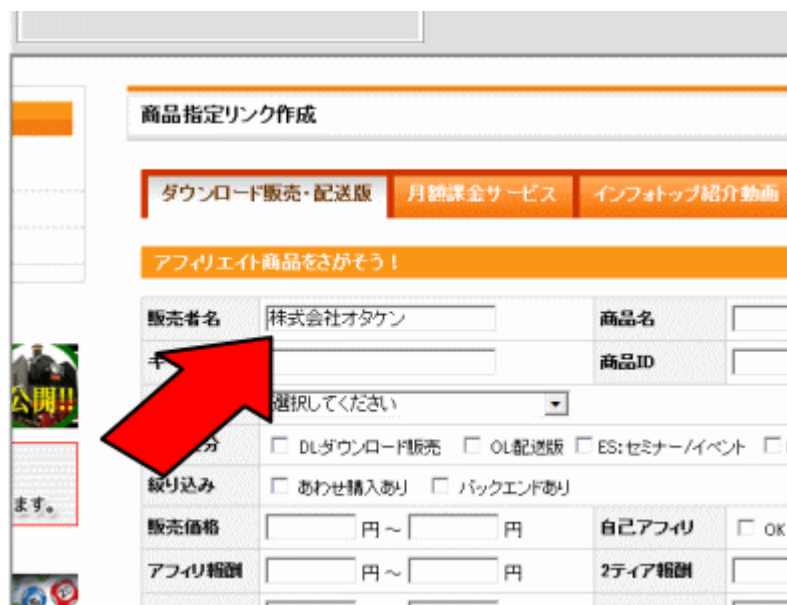 商品指定リンク作成
ダウンロード販売・配送版 月額課金サービス インフォトップ紹介動画
アフィリエイト商品をさがそう！
販売者名 株式会社オタケン 商品名
キ 商品ID
選択してください
分 DLダウンロード販売 OL配送版 ES:セミナー/イベント
公開!!
絞り込み あわせ購入あり バックエンドあり
ます。
販売価格 円～ 円 自己アフィリ OK
アフィリ報酬 円～ 円 2ティア報酬